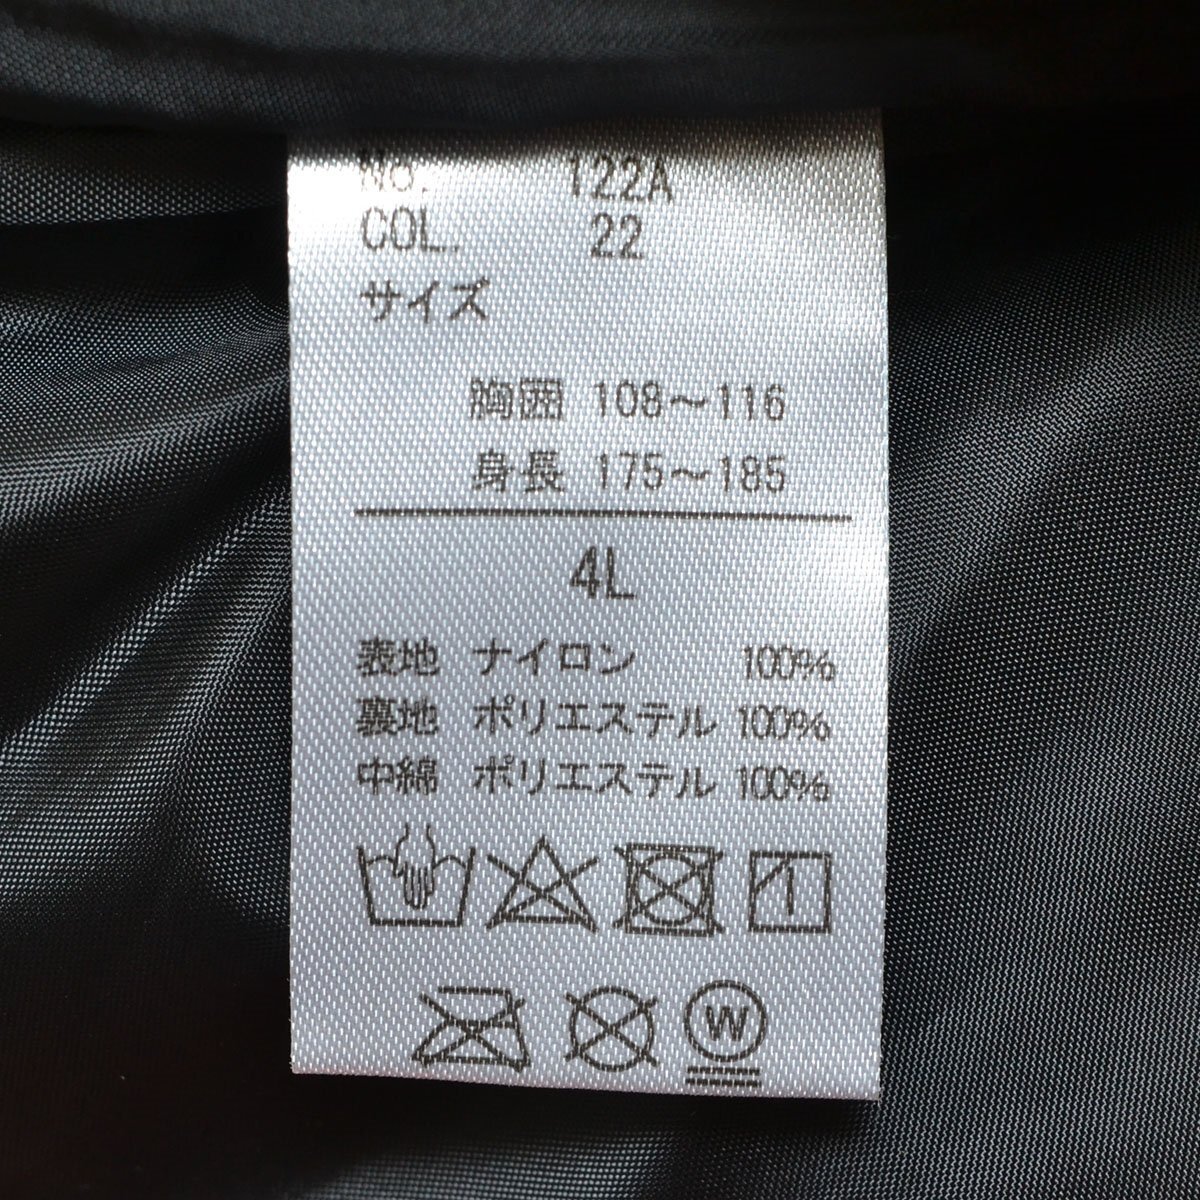 No. 122A
COL. 22
サイズ
胸囲 108～116
身長 175～185
4L
表地 ナイロン 100%
裏地 ポリエステル 100%
中綿 ポリエステル 100%
W